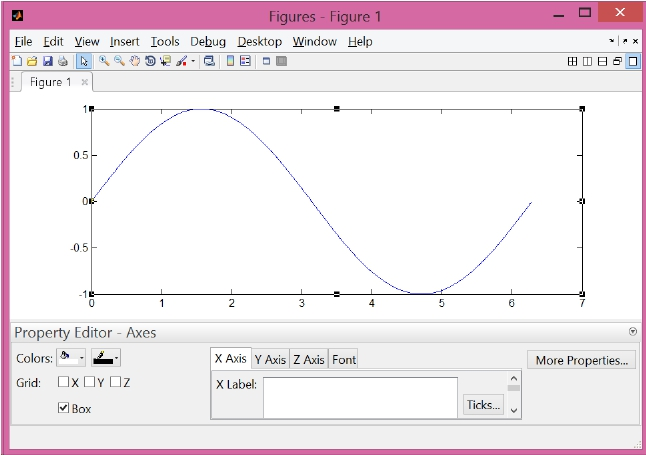 Figures - Figure 1
File Edit View Insert Tools Debug Desktop Window Help
Figure 1
1
0.5
0
-0.5
-1
0 1 2 3 4 5 6 7
Property Editor - Axes
Colors:
Grid: X Y Z
Box
X Axis Y Axis Z Axis Font
X Label:
Ticks...
More Properties...